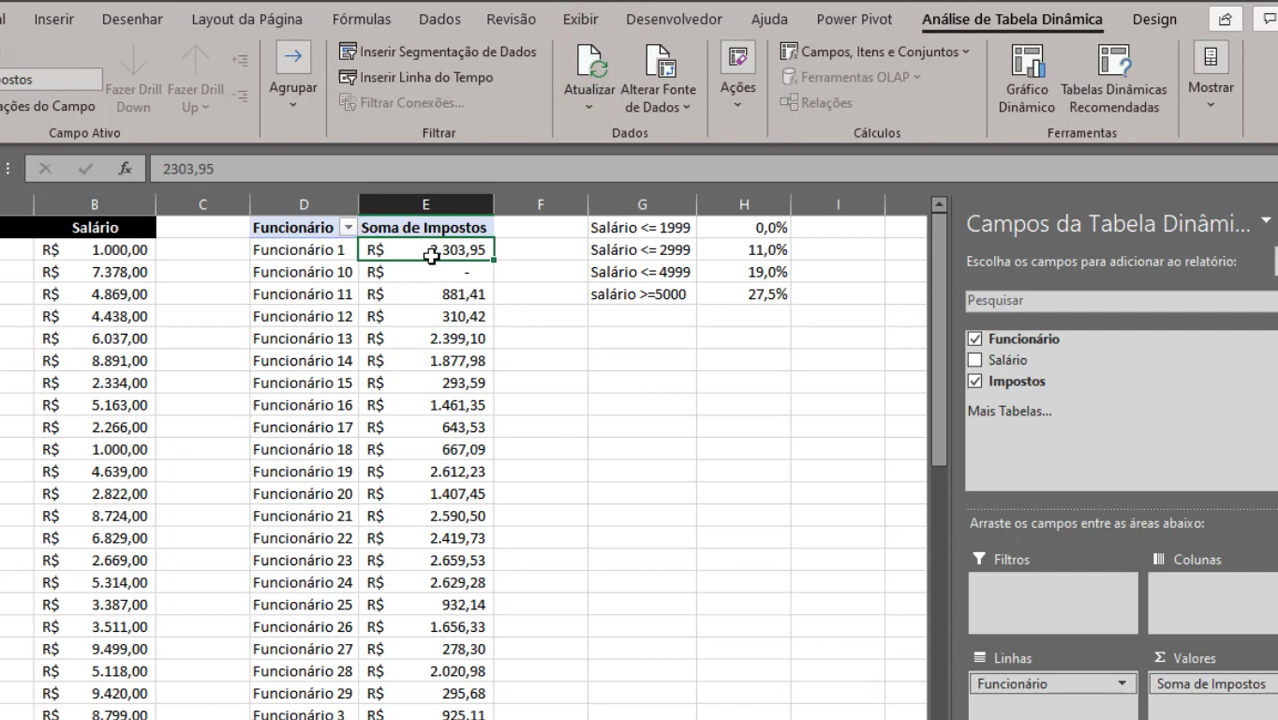 Inserir Desenhar Layout da Página Fórmulas Dados Revisão Exibir Desenvolvedor Ajuda Power Pivot Análise de Tabela Dinâmica Design
Inserir Segmentação de Dados
Inserir Linha do Tempo
Filtrar Conexões...
Fazer Drill Down
Fazer Drill Up
Campo Ativo
Agrupar
Filtrar
Atualizar
Alterar Fonte de Dados
Dados
Ações
Campos, Itens e Conjuntos
Ferramentas OLAP
Relações
Cálculos
Gráfico Dinâmico
Tabelas Dinâmicas Recomendadas
Ferramentas
Mostrar
fx 2303,95
B C D E F G H I J
Salário Funcionário Soma de Impostos Salário <= 1999 0,0%
R$ 1.000,00 Funcionário 1 R$ 2.303,95 Salário <= 2999 11,0%
R$ 7.378,00 Funcionário 10 R$ - Salário <= 4999 19,0%
R$ 4.869,00 Funcionário 11 R$ 881,41 salário >=5000 27,5%
R$ 4.438,00 Funcionário 12 R$ 310,42
R$ 6.037,00 Funcionário 13 R$ 2.399,10
R$ 8.891,00 Funcionário 14 R$ 1.877,98
R$ 2.334,00 Funcionário 15 R$ 293,59
R$ 5.163,00 Funcionário 16 R$ 1.461,35
R$ 2.266,00 Funcionário 17 R$ 643,53
R$ 1.000,00 Funcionário 18 R$ 667,09
R$ 4.639,00 Funcionário 19 R$ 2.612,23
R$ 2.822,00 Funcionário 20 R$ 1.407,45
R$ 8.724,00 Funcionário 21 R$ 2.590,50
R$ 6.829,00 Funcionário 22 R$ 2.419,73
R$ 2.669,00 Funcionário 23 R$ 2.659,53
R$ 5.314,00 Funcionário 24 R$ 2.629,28
R$ 3.387,00 Funcionário 25 R$ 932,14
R$ 3.511,00 Funcionário 26 R$ 1.656,33
R$ 9.499,00 Funcionário 27 R$ 278,30
R$ 5.118,00 Funcionário 28 R$ 2.020,98
R$ 9.420,00 Funcionário 29 R$ 295,68
R$ 8.799,00 Funcionário 3 R$ 925,11
Campos da Tabela Dinâmi...
Escolha os campos para adicionar ao relatório:
Pesquisar
Funcionário
Salário
Impostos
Mais Tabelas...
Arraste os campos entre as áreas abaixo:
Filtros
Colunas
Linhas
Σ Valores
Funcionário
Soma de Impostos